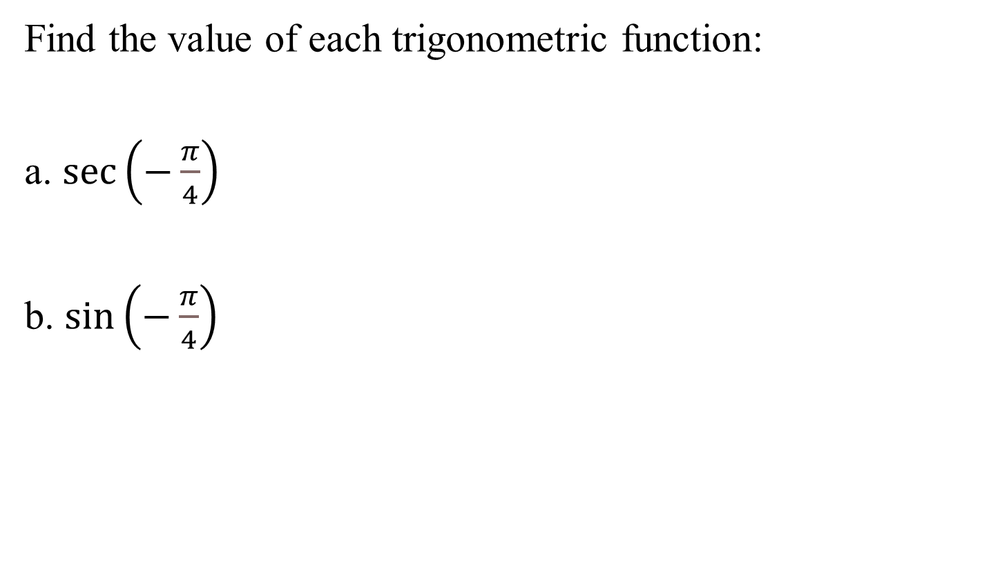 Find the value of each trigonometric function:
a. sec(−π/4)
b. sin(−π/4)